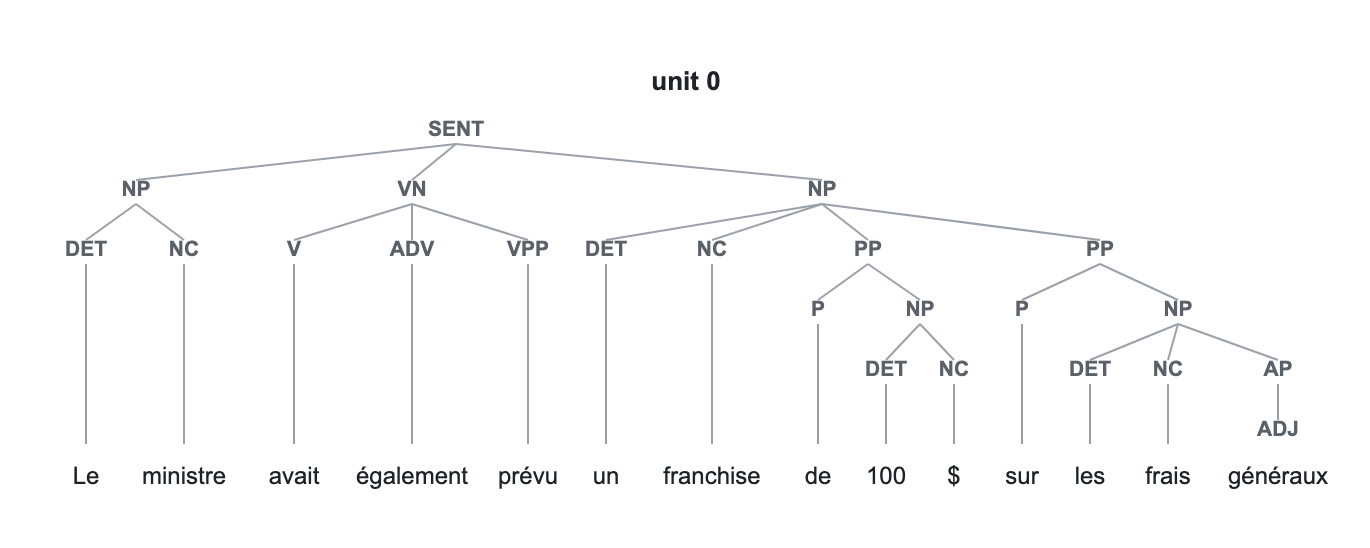 unit 0
SENT
NP VN NP
DET NC V ADV VPP DET NC PP PP
P NP P NP
DET NC DET NC AP
ADJ
Le ministre avait également prévu un franchise de 100 $ sur les frais généraux